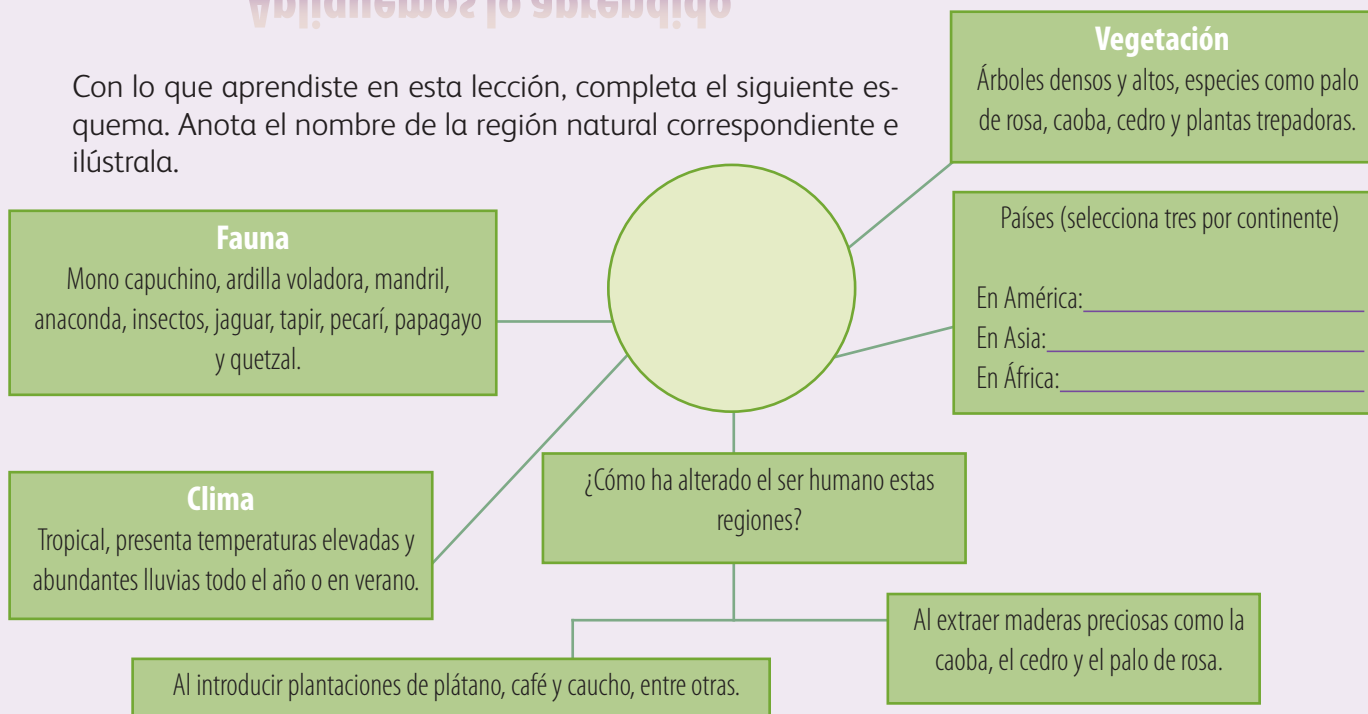 Apliquemos lo aprendido
Con lo que aprendiste en esta lección, completa el siguiente es-
quema. Anota el nombre de la región natural correspondiente e
ilústrala.
Vegetación
Árboles densos y altos, especies como palo
de rosa, caoba, cedro y plantas trepadoras.
Fauna
Mono capuchino, ardilla voladora, mandril,
anaconda, insectos, jaguar, tapir, pecarí, papagayo
y quetzal.
Países (selecciona tres por continente)
En América:
En Asia:
En África:
Clima
Tropical, presenta temperaturas elevadas y
abundantes lluvias todo el año o en verano.
¿Cómo ha alterado el ser humano estas
regiones?
Al extraer maderas preciosas como la
caoba, el cedro y el palo de rosa.
Al introducir plantaciones de plátano, café y caucho, entre otras.